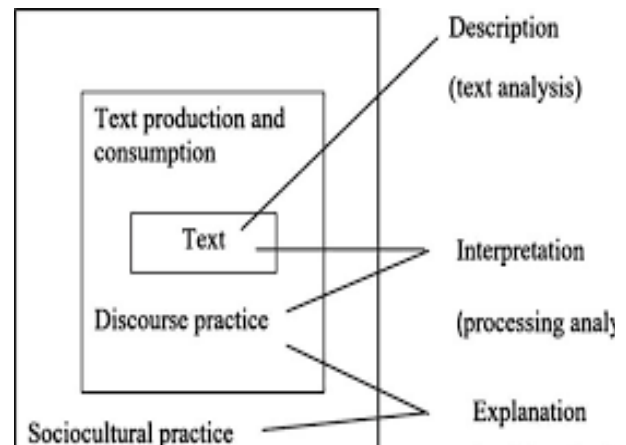 Description
(text analysis)
Text production and
consumption
Text
Interpretation
Discourse practice
(processing analy
Explanation
Sociocultural practice